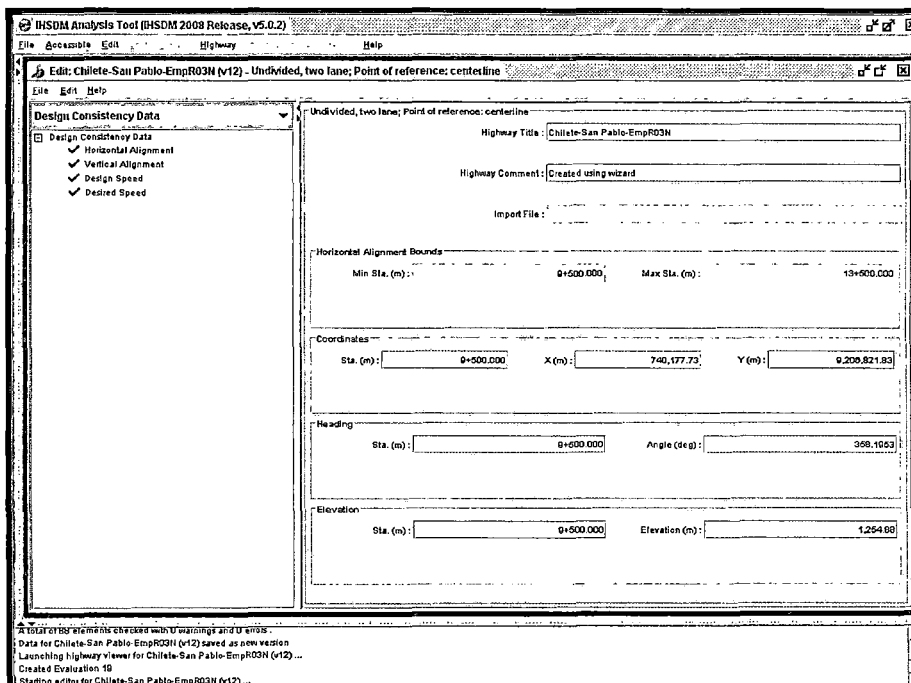 IHSDM Analysis Tool (IHSDM 2008 Release, v5.0.2)
File Accessible Edit Highway Help
Edit: Chilete-San Pablo-EmpR03N (v12) - Undivided, two lane; Point of reference: centerline
File Edit Help
Design Consistency Data
Design Consistency Data
Horizontal Alignment
Vertical Alignment
Design Speed
Desired Speed
Undivided, two lane; Point of reference: centerline
Highway Title: Chilete-San Pablo-EmpR03N
Highway Comment: Created using wizard
Import File:
Horizontal Alignment Bounds
Min Sta. (m): 9+500.000 Max Sta. (m): 13+500.000
Coordinates
Sta. (m): 9+500.000 X (m): 740,177.73 Y (m):
Heading
Sta. (m): 9+500.000 Angle (deg): 358.1953
Elevation
Sta. (m): 9+500.000 Elevation (m): 1,254.88
A total of 88 elements checked with 0 warnings and 0 errors.
Data for Chilete-San Pablo-EmpR03N (v12) saved as new version
Launching highway viewer for Chilete-San Pablo-EmpR03N (v12) ...
Created Evaluation 18
Starting editor for Chilete-San Pablo-EmpR03N (v12) ...